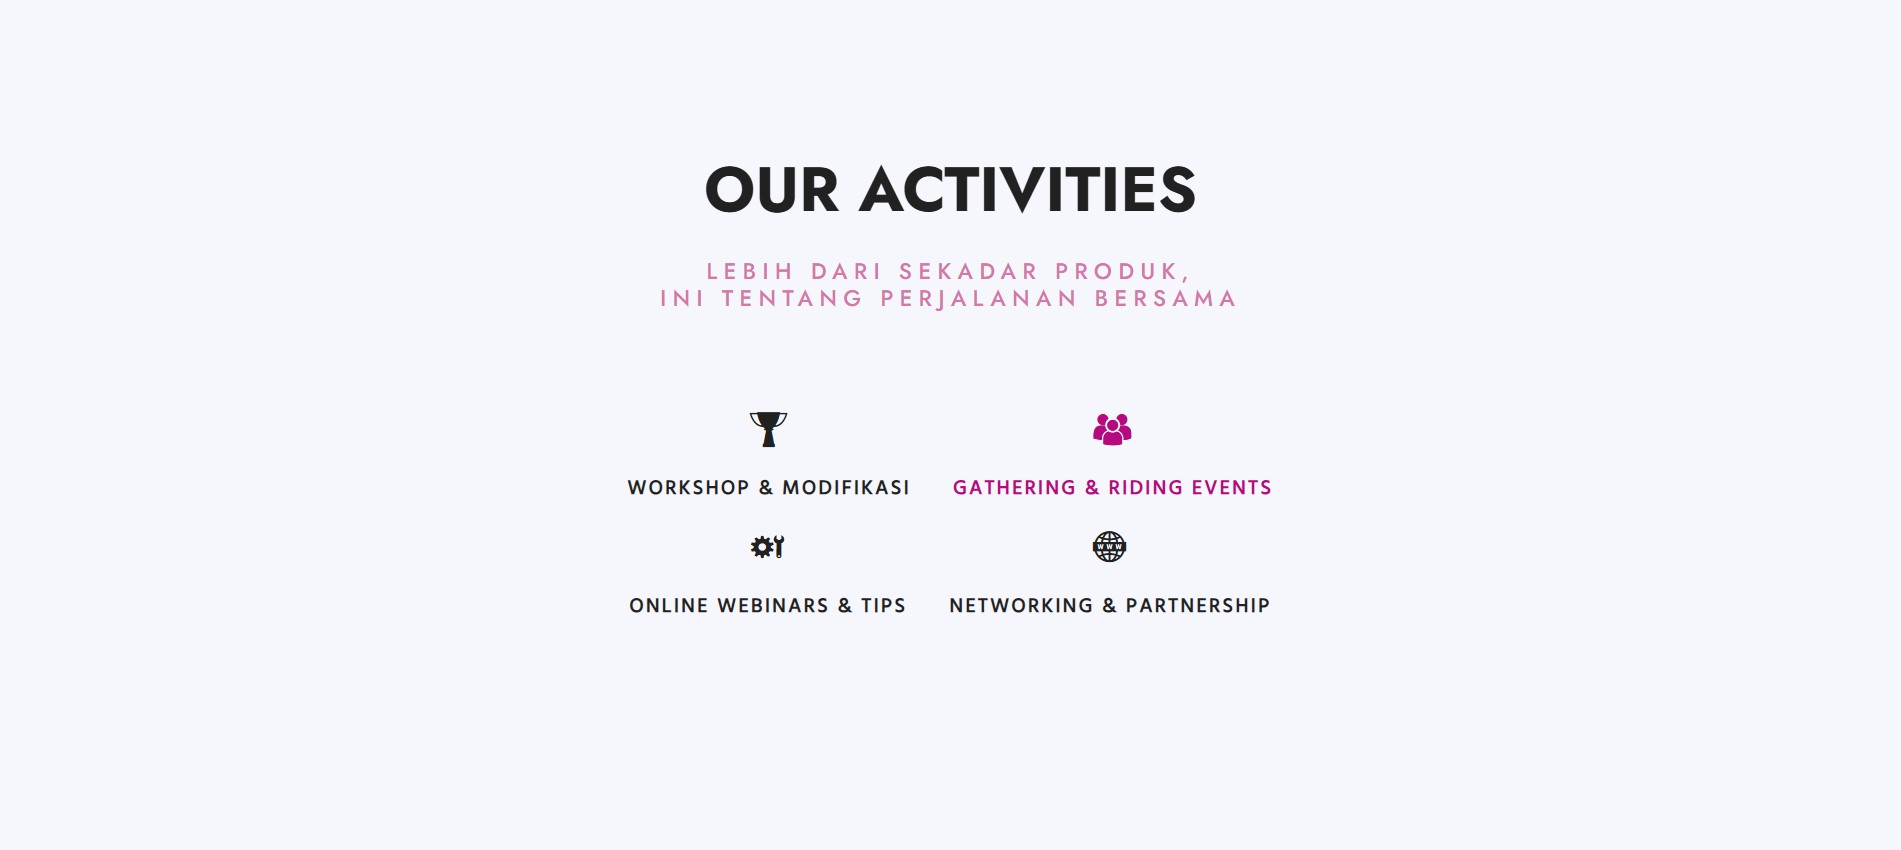 OUR ACTIVITIES
LEBIH DARI SEKADAR PRODUK,
INI TENTANG PERJALANAN BERSAMA
WORKSHOP & MODIFIKASI
GATHERING & RIDING EVENTS
WWW
ONLINE WEBINARS & TIPS
NETWORKING & PARTNERSHIP